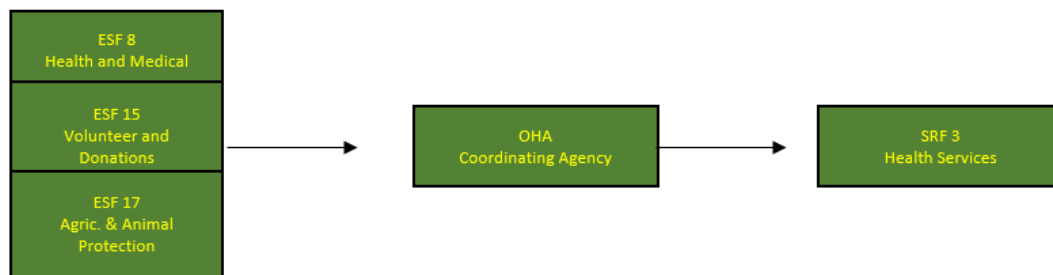 ESF 8
Health and Medical
ESF 15
Volunteer and
Donations
ESF 17
Agric. & Animal
Protection
OHA
Coordinating Agency
SRF 3
Health Services